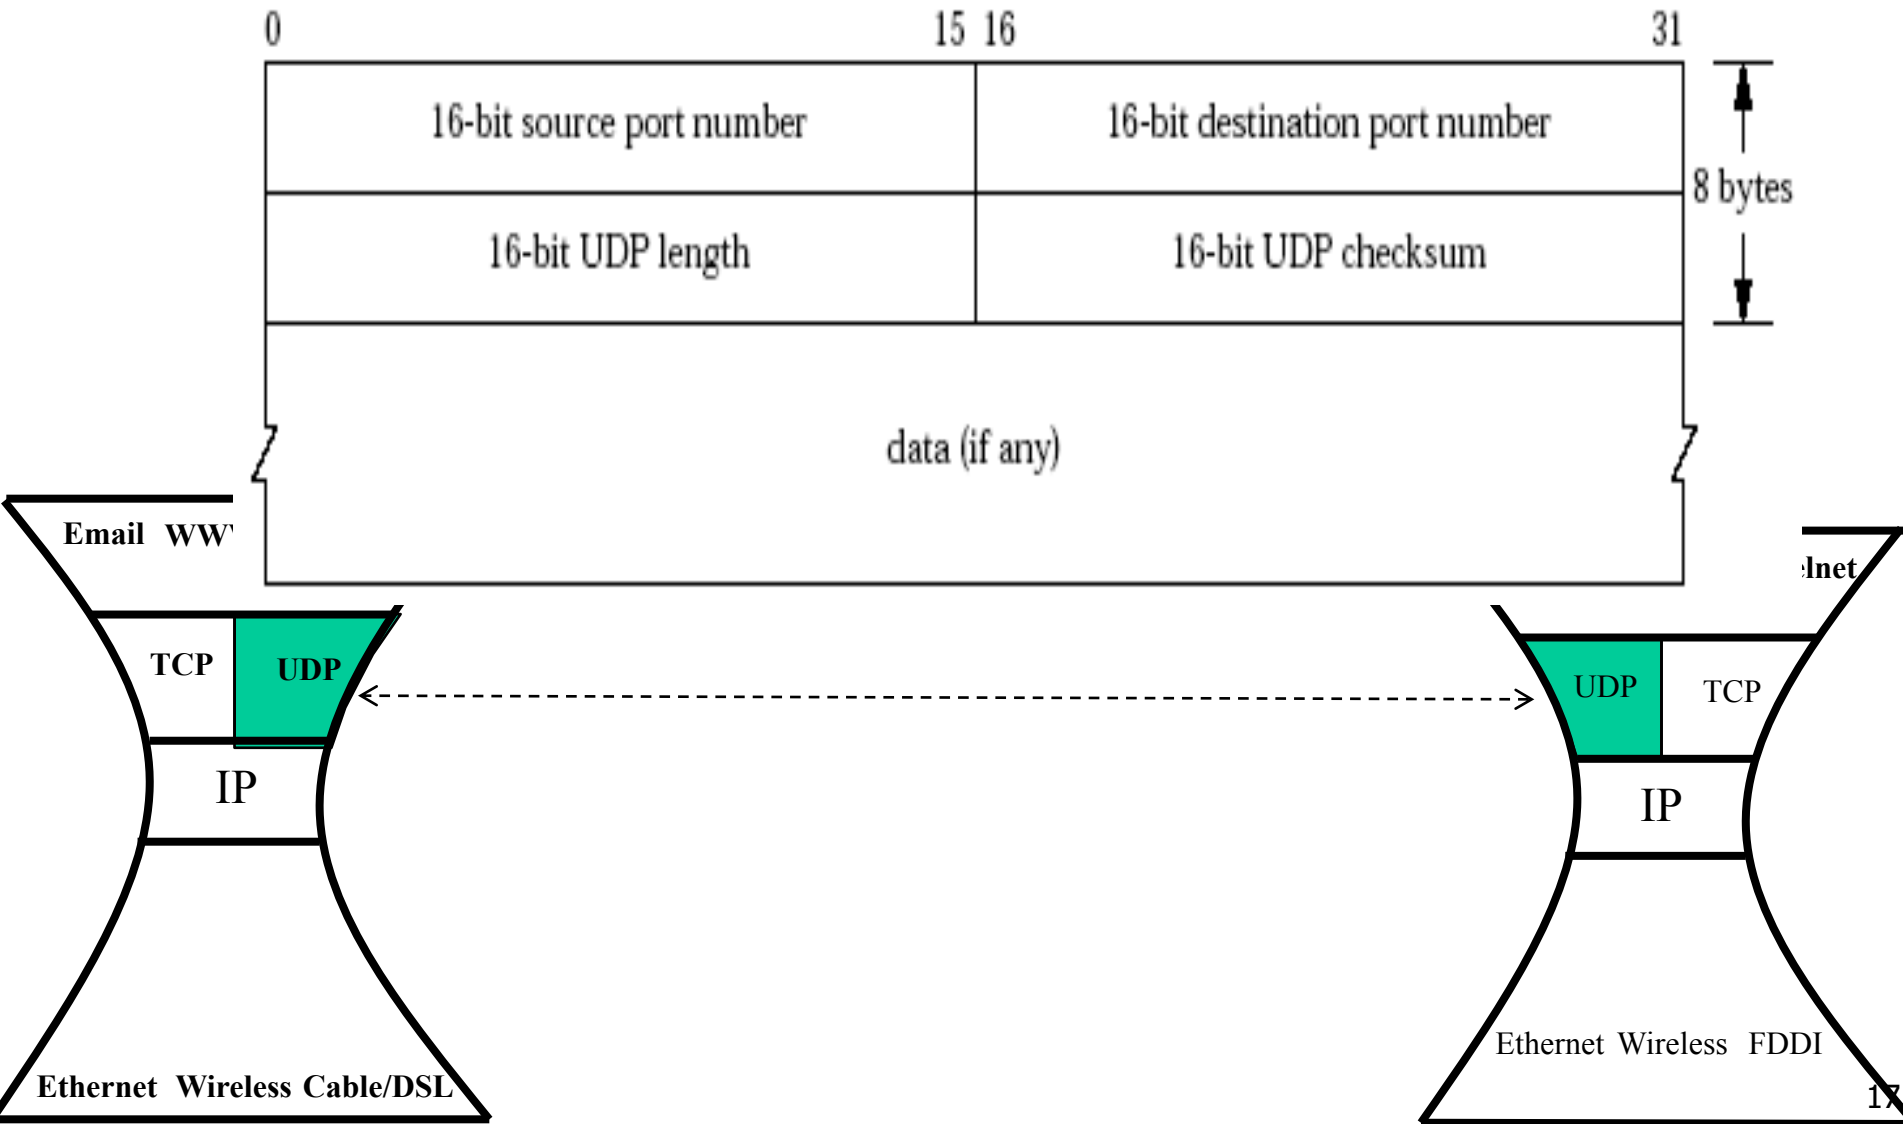 0 15 16 31
16-bit source port number 16-bit destination port number
8 bytes
16-bit UDP length 16-bit UDP checksum
data (if any)
Email
TCP UDP
UDP TCP
IP
IP
Ethernet Wireless FDDI
Ethernet Wireless Cable/DSL
17